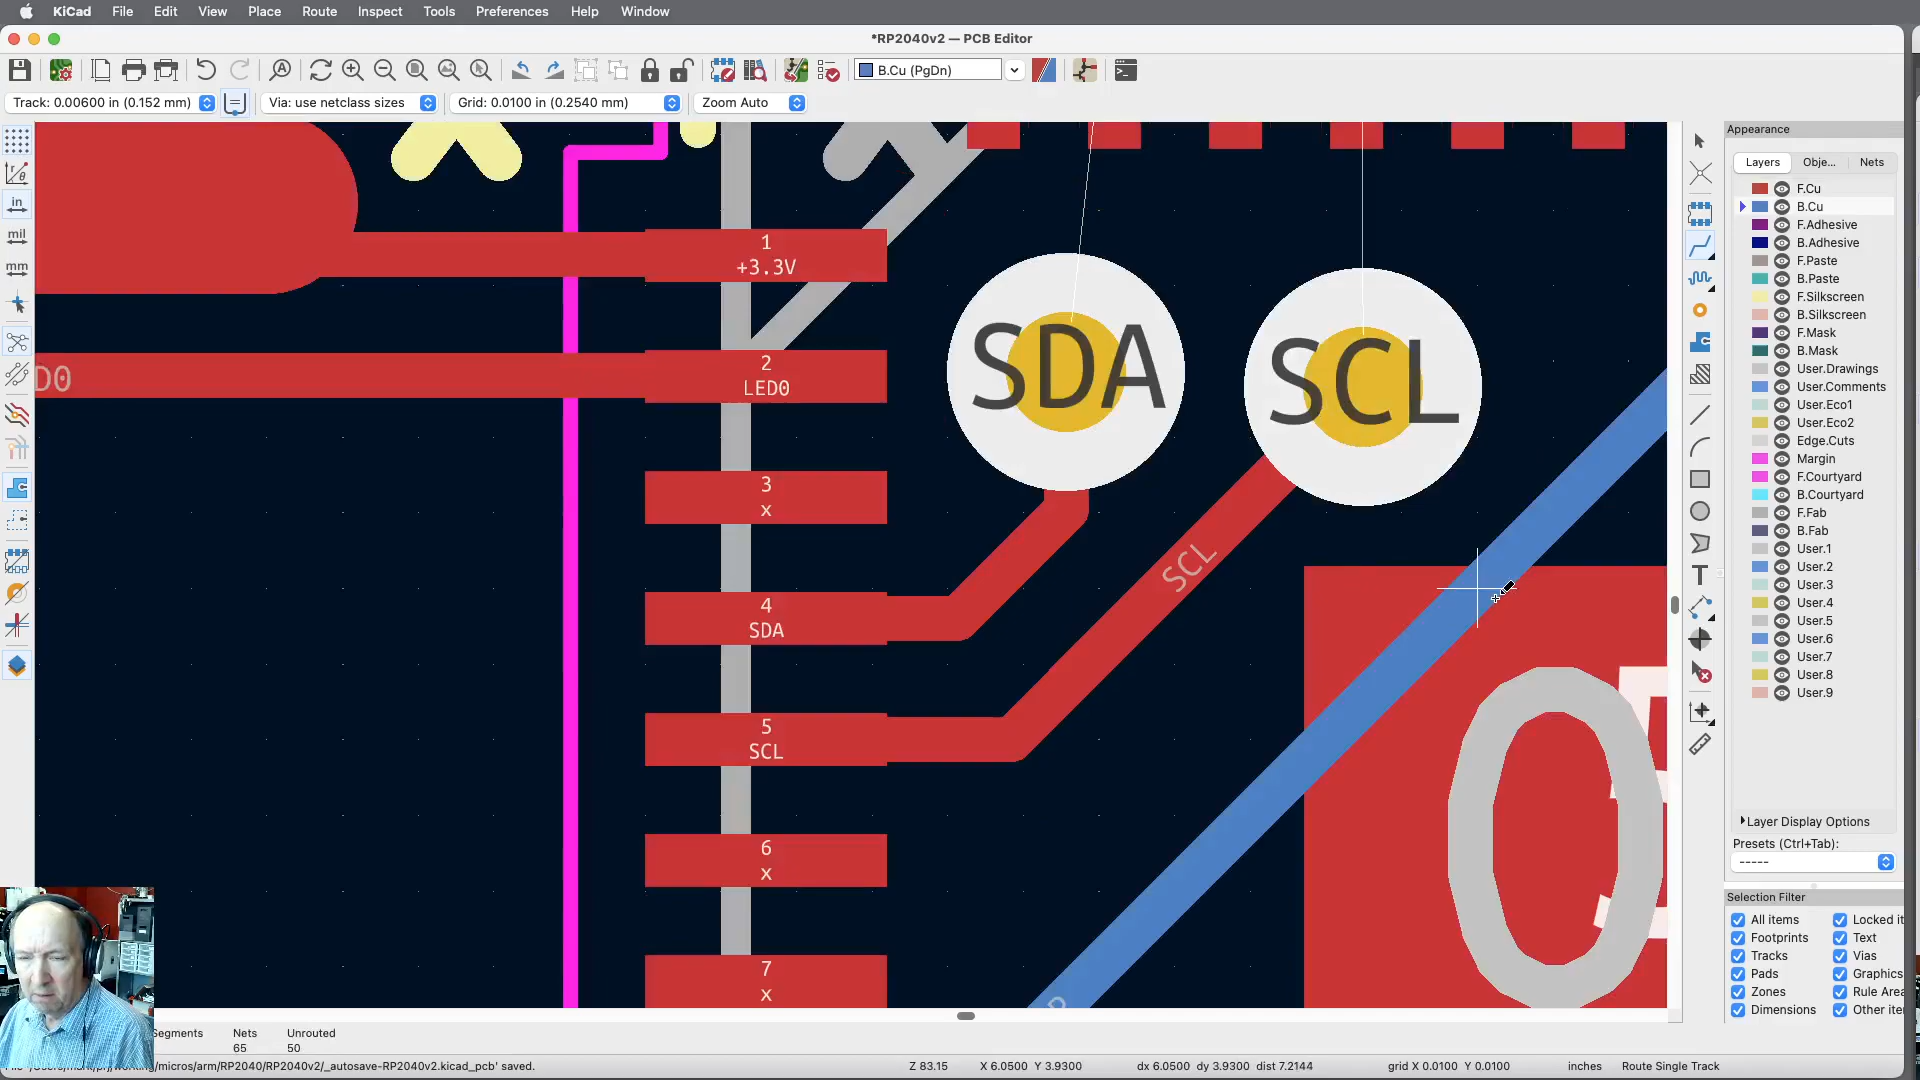 KiCad File Edit View Place Route Inspect Tools Preferences Help Window
*RP2040v2 — PCB Editor
B.Cu (PgDn)
Track: 0.00600 in (0.152 mm)
Grid: 0.0100 in (0.2540 mm)
Via: use netclass sizes
Zoom Auto
in
mil
mm
1
+3.3V
2
LED0
D0
3
x
4
SDA
5
SCL
6
x
7
x
SDA
SCL
SCL
Appearance
Layers Obje... Nets
F.Cu
B.Cu
F.Adhesive
B.Adhesive
F.Paste
B.Paste
F.Silkscreen
B.Silkscreen
F.Mask
B.Mask
User.Drawings
User.Comments
User.Eco1
User.Eco2
Edge.Cuts
Margin
F.Courtyard
B.Courtyard
F.Fab
B.Fab
User.1
User.2
User.3
User.4
User.5
User.6
User.7
User.8
User.9
Layer Display Options
Presets (Ctrl+Tab):
-----
Selection Filter
All items Locked it
Footprints Text
Tracks Vias
Pads Graphics
Zones Rule Area
Dimensions Other ite
Segments Nets Unrouted
65 50
micros/arm/RP2040/RP2040v2/_autosave-RP2040v2.kicad_pcb' saved.
Z 83.15 X 6.0500 Y 3.9300 dx 6.0500 dy 3.9300 dist 7.2144 grid X 0.0100 Y 0.0100 inches Route Single Track